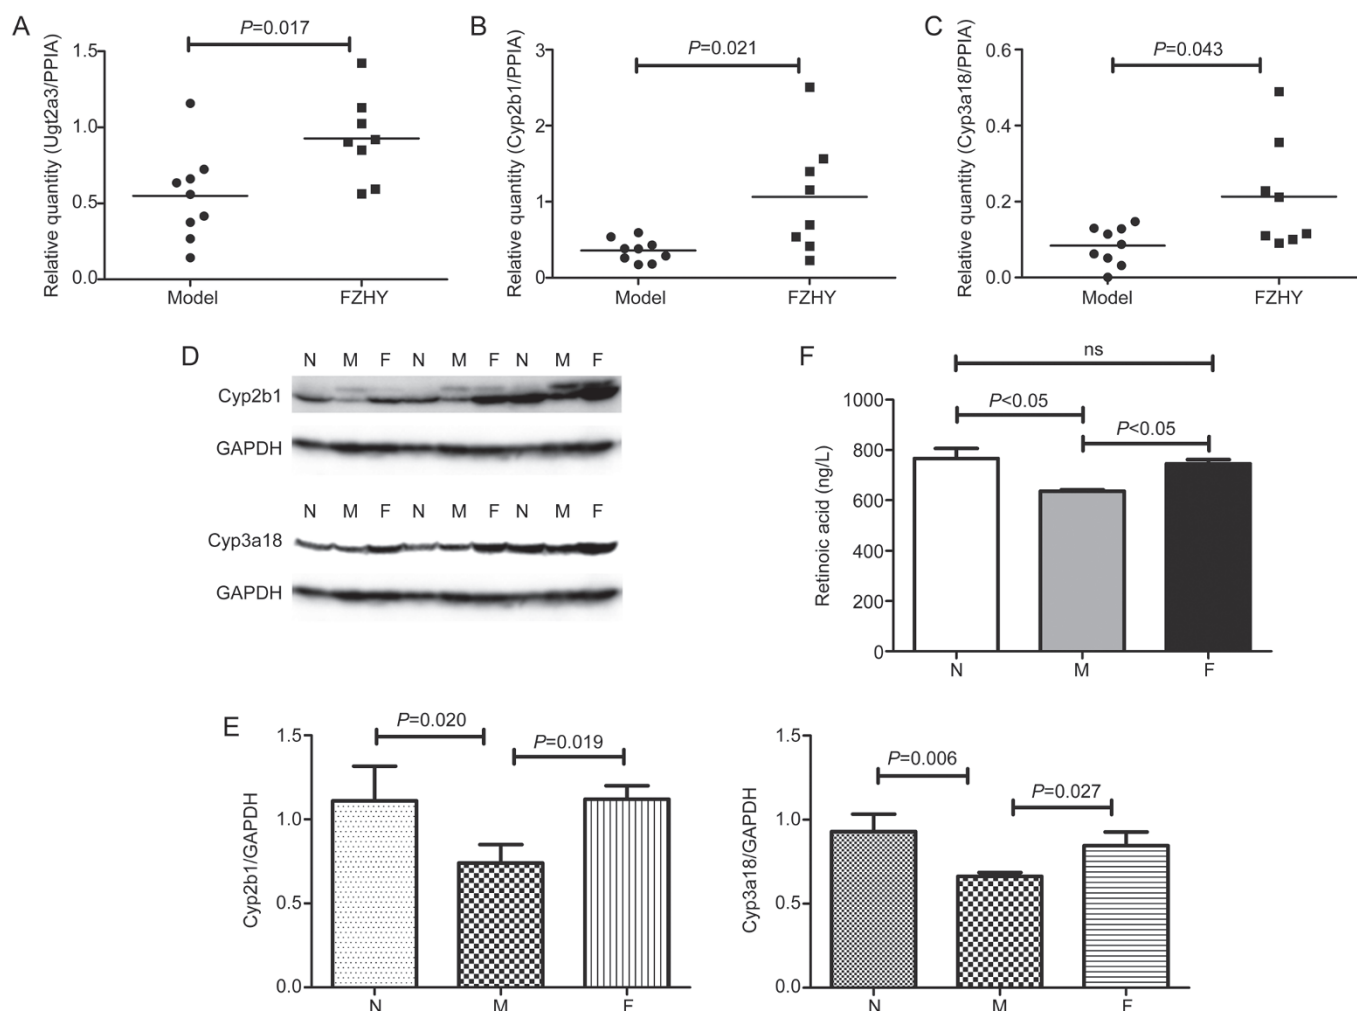 A
P=0.017
Relative quantity (Ugt2a3/PPIA)
1.5
1.0
0.5
0.0
Model FZHY
B
P=0.021
Relative quantity (Cyp2b1/PPIA)
3
2
1
0
Model FZHY
C
P=0.043
Relative quantity (Cyp3a18/PPIA)
0.6
0.4
0.2
0.0
Model FZHY
D
N M F N M F N M F
Cyp2b1
GAPDH
N M F N M F N M F
Cyp3a18
GAPDH
F
ns
P<0.05
P<0.05
Retinoic acid (ng/L)
1000
800
600
400
200
0
N M F
E
P=0.020
P=0.019
Cyp2b1/GAPDH
1.5
1.0
0.5
0.0
N M F
P=0.006
P=0.027
Cyp3a18/GAPDH
1.5
1.0
0.5
0.0
N M F